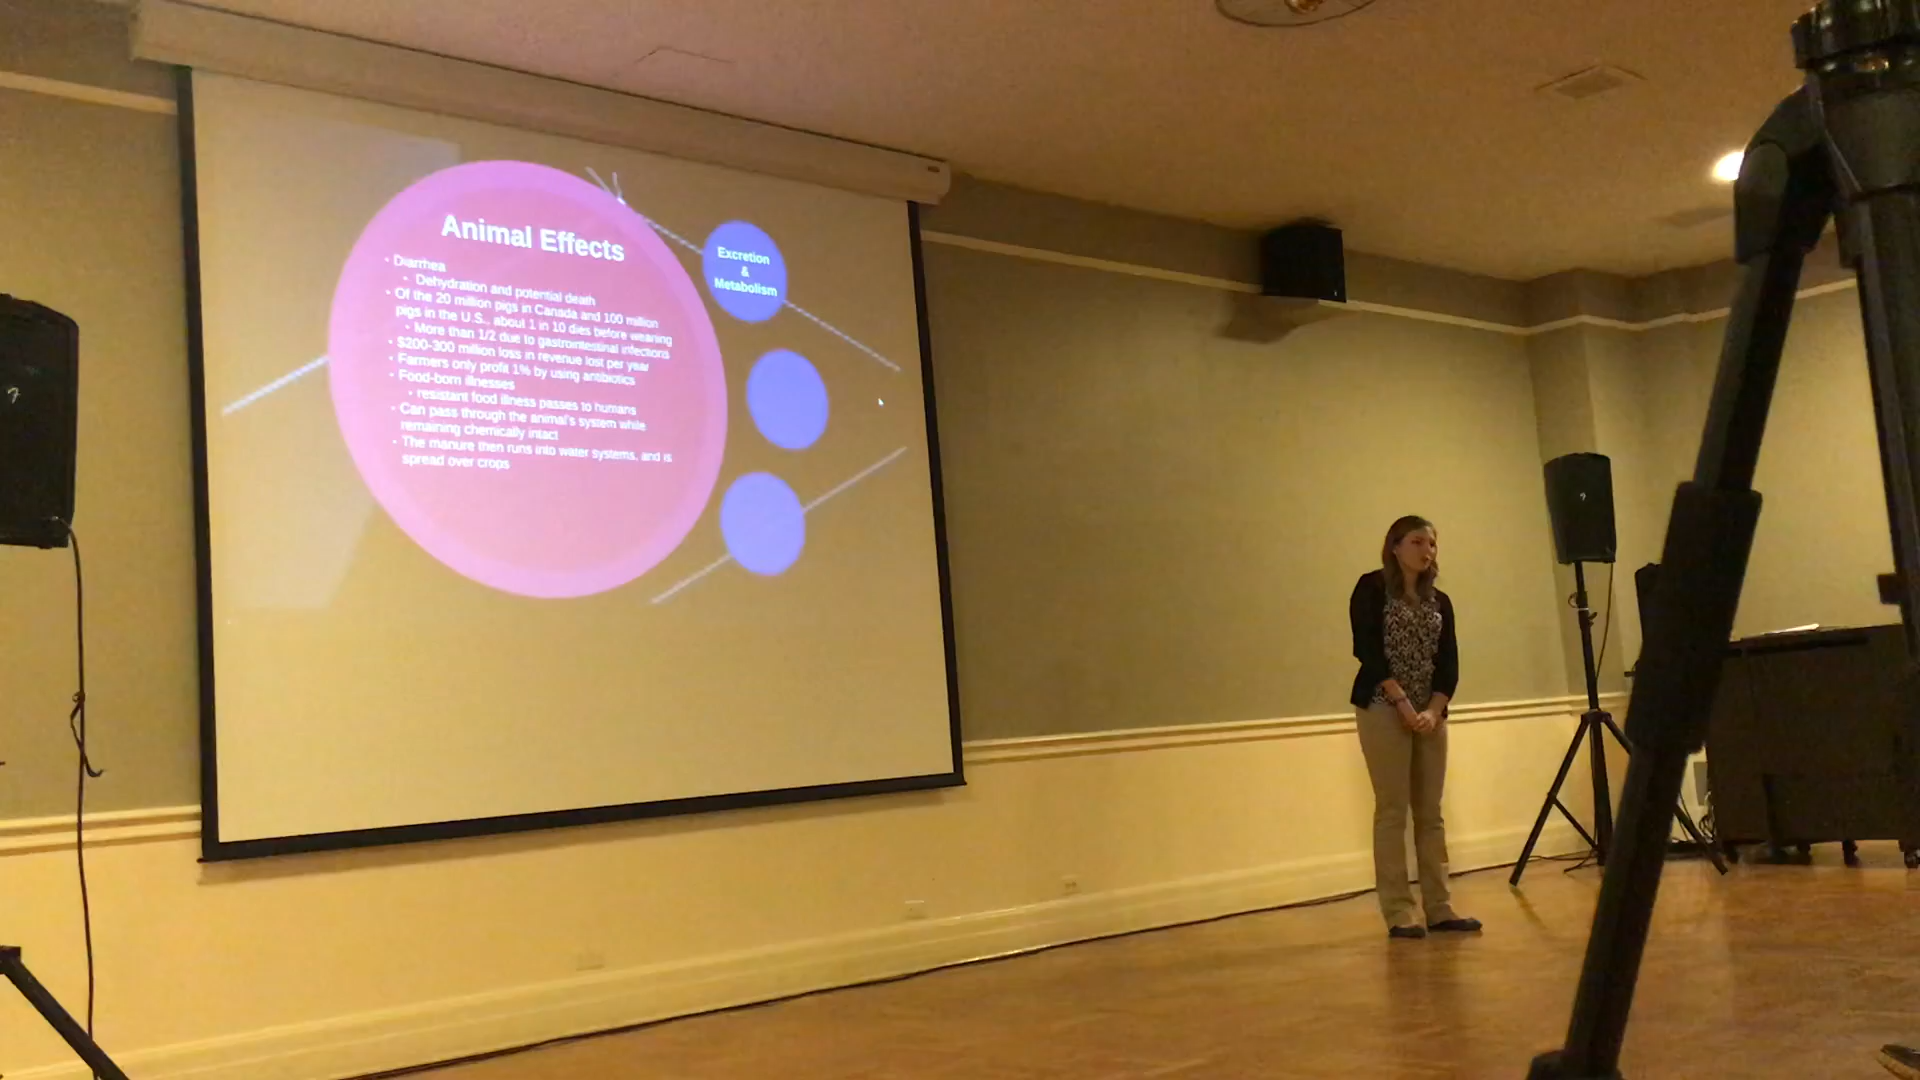 Animal Effects
• Diarrhea
• Dehydration and potential death
• Of the 20 million pigs in Canada and 100 million
pigs in the U.S., about 1 in 10 dies before weaning
• More than 1/2 due to gastrointestinal infections
• $200-300 million loss in revenue lost per year
• Farmers only profit 1% by using antibiotics
• Food-born illnesses
• resistant food illness passes to humans
• Can pass through the animal's system while
remaining chemically intact
• The manure then runs into water systems, and is
spread over crops
Excretion
&
Metabolism